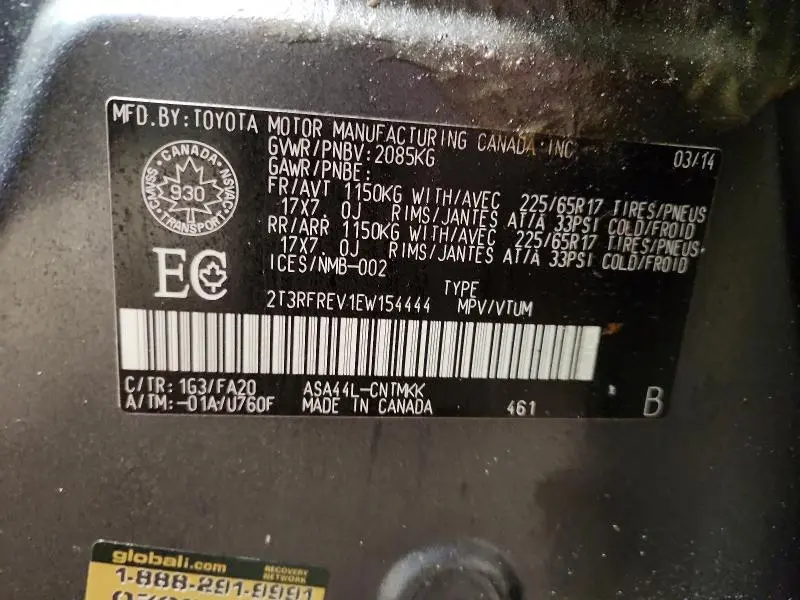 MFD.BY:TOYOTA MOTOR MANUFACTURING CANADA INC 03/14
GVWR/PNBV:2085KG
GAWR/PNBE:
FR/AVT 1150KG WITH/AVEC 225/65R17 TIRES/PNEUS
17X7.0J RIMS/JANTES AT/A 33PSI COLD/FROID
RR/ARR 1150KG WITH/AVEC 225/65R17 TIRES/PNEUS
17X7.0J RIMS/JANTES AT/A 33PSI COLD/FROID
ICES/NMB-002
CANADA
CMVSS 930 NSVAC
TRANSPORT
EC
TYPE
2T3RFREV1EW154444 MPV/VTUM
C/TR: 1G3/FA20 ASA44L-CNTMKK
A/TM:-01A/U760F MADE IN CANADA 461 B
globali.com RECOVERY
NETWORK
1-888-291-9991